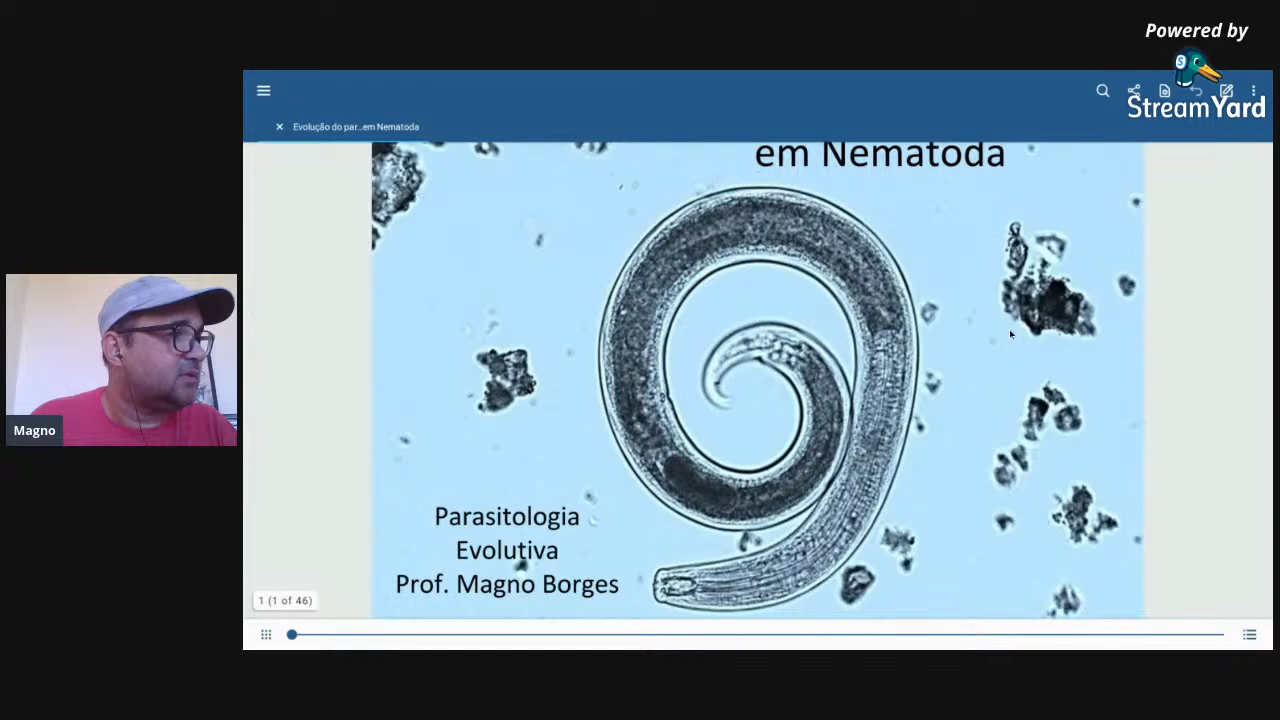 Powered by
StreamYard
Evolução do par...em Nematoda
em Nematoda
Parasitologia
Evolutiva
Prof. Magno Borges
Magno
1 (1 of 46)